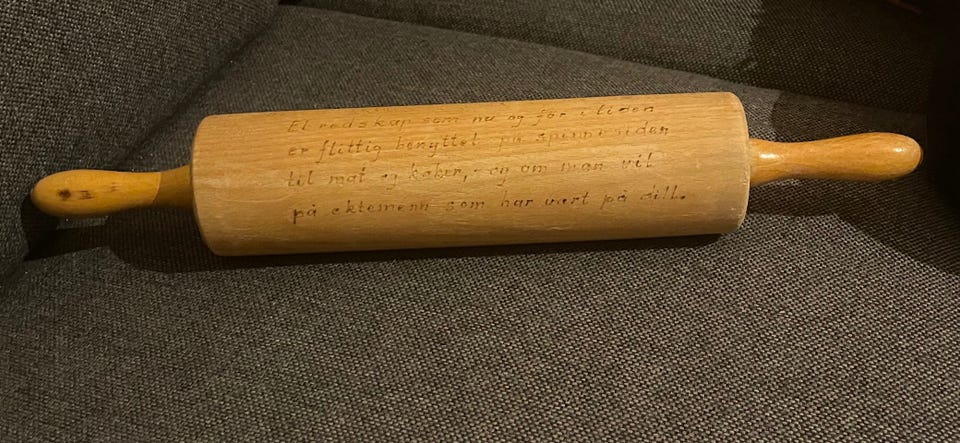 Et redskap som nu og før i tiden
er flittig benyttet på spinnesiden
til mat og kaker, - og om man vil
på ektemenn som har vært på dill.